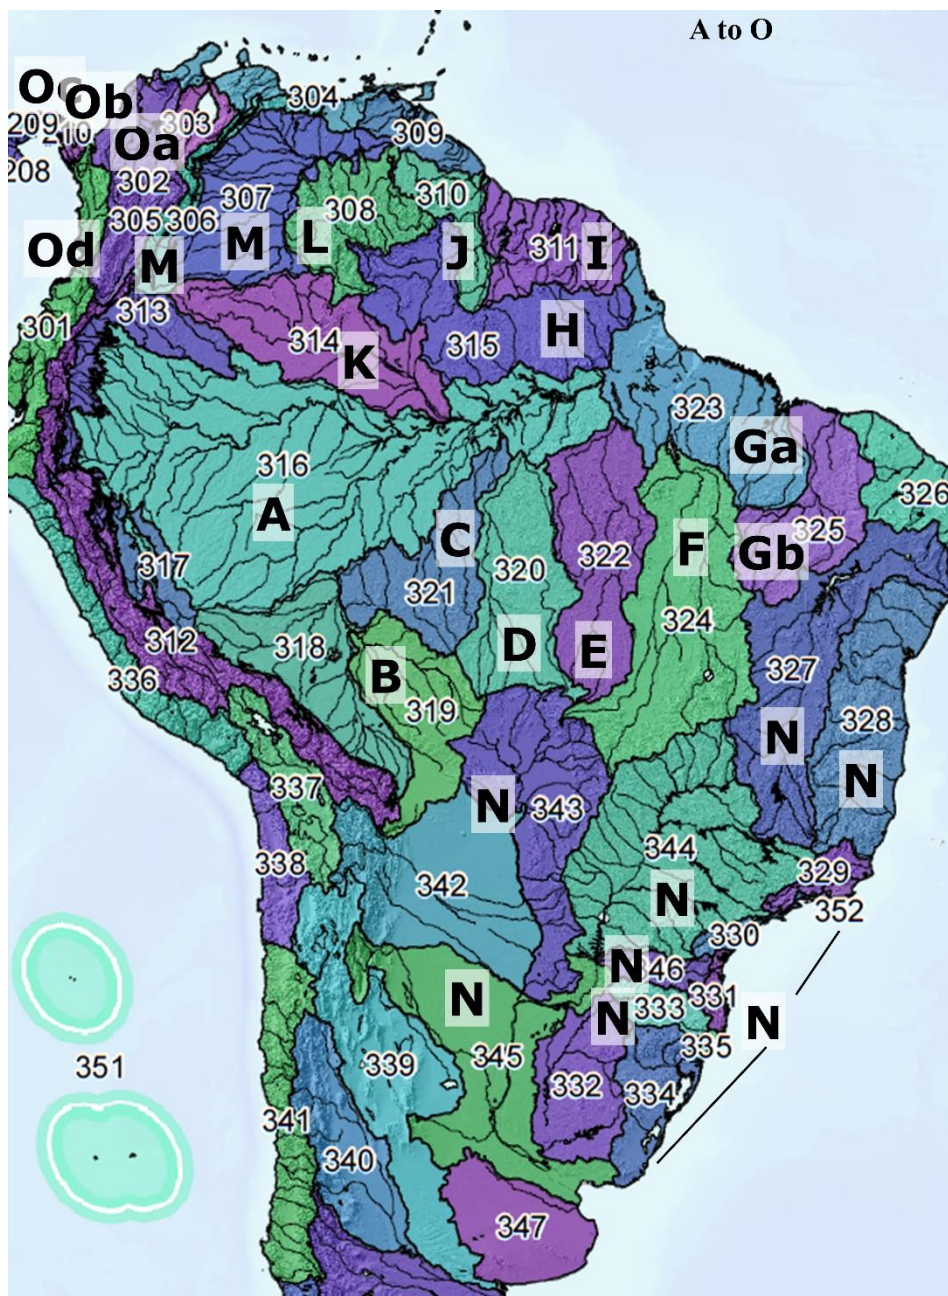 A to O
Oc
Ob
209
210
303
304
309
Oa
208
302
310
305
306
307
308
Od
M
M
L
J
311
I
301
313
314
315
H
K
323
Ga
316
326
A
C
F
325
Gb
317
321
320
322
324
312
318
D
E
336
B
319
327
328
N
N
337
N
343
338
344
329
342
N
352
330
N
346
N
N
333
331
N
335
351
339
345
332
334
341
340
347